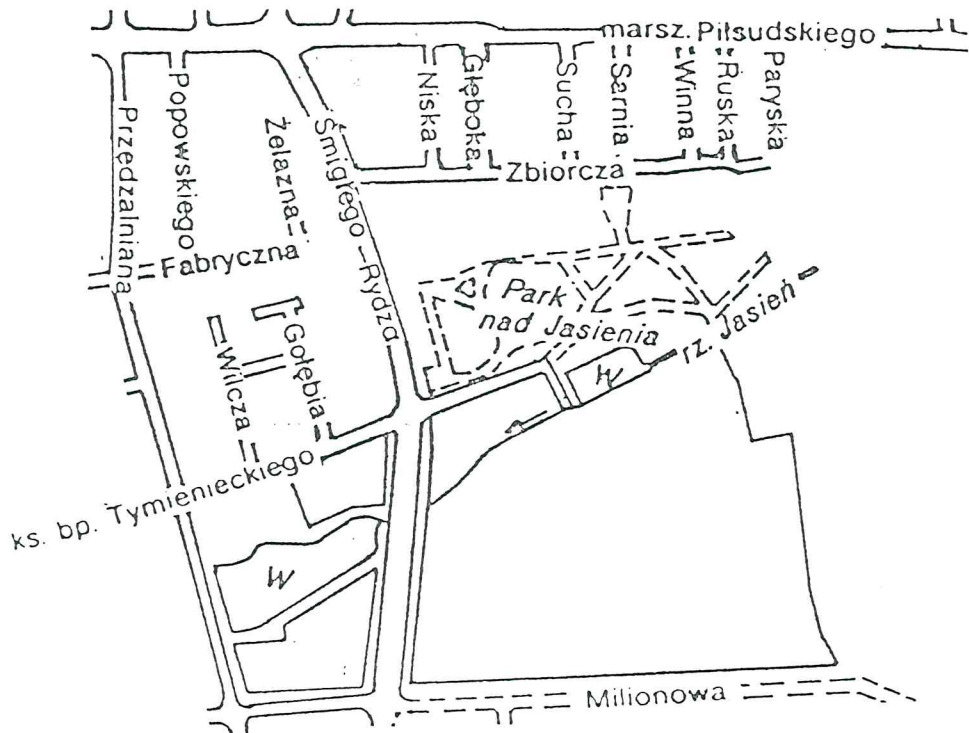 marsz. Piłsudskiego
Przędzalniana
Popowskiego
Żelazna
Śmigłego-Rydza
Niska
Głęboka
Sucha
Sarnia
Winna
Ruska
Paryska
Zbiorcza
Fabryczna
Park
nad Jasienią
rz. Jasień
Wilcza
Gołębia
W
ks. bp. Tymienieckiego
W
Milionowa